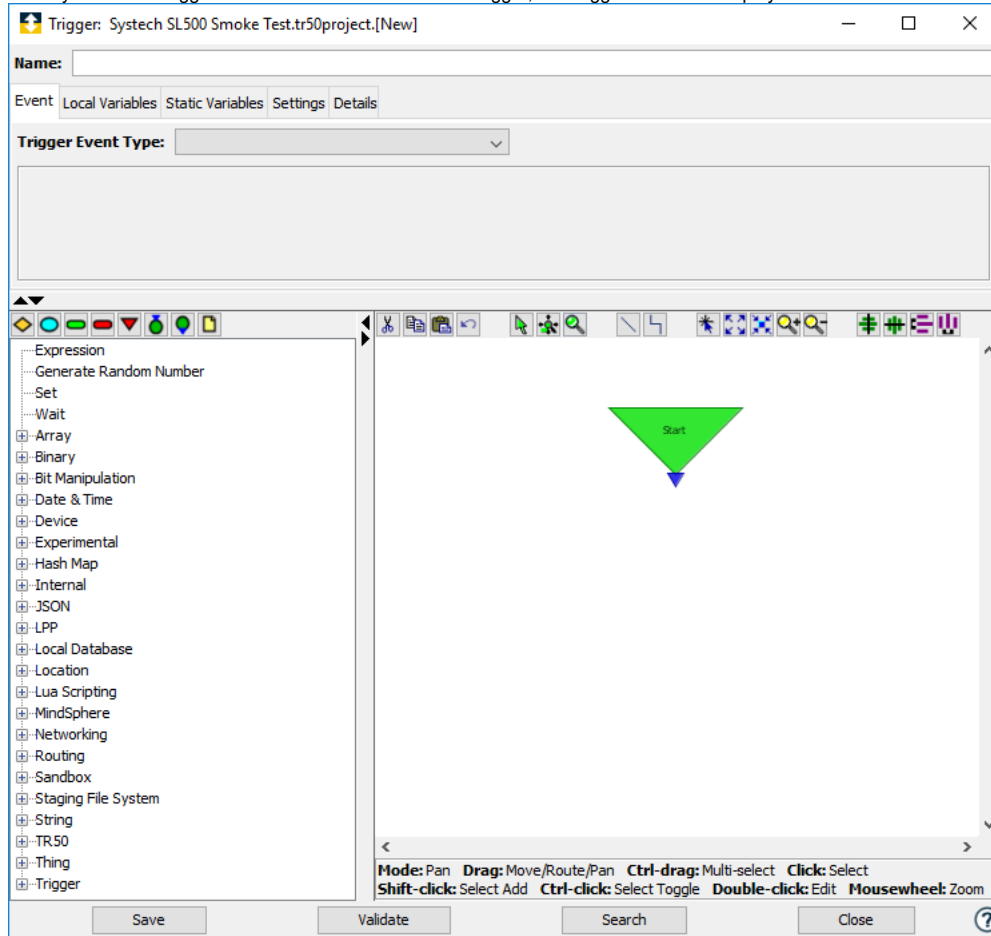 Trigger: Systech SL500 Smoke Test.tr50project.[New]
Name:
Event Local Variables Static Variables Settings Details
Trigger Event Type:
Expression
Generate Random Number
Set
Wait
Array
Binary
Bit Manipulation
Date & Time
Device
Experimental
Hash Map
Internal
JSON
LPP
Local Database
Location
Lua Scripting
MindSphere
Networking
Routing
Sandbox
Staging File System
String
TR50
Thing
Trigger
Start
Mode: Pan Drag: Move/Route/Pan Ctrl-drag: Multi-select Click: Select
Shift-click: Select Add Ctrl-click: Select Toggle Double-click: Edit Mousewheel: Zoom
Save Validate Search Close ?